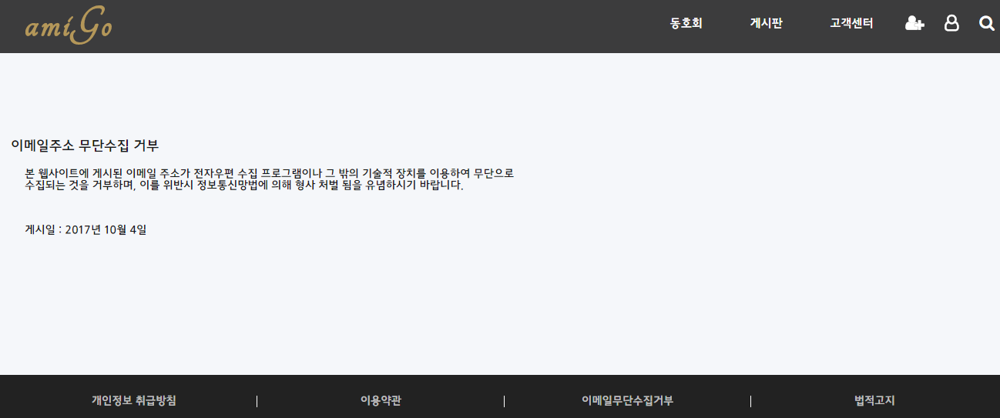 amiGo
동호회 게시판 고객센터
이메일주소 무단수집 거부
본 웹사이트에 게시된 이메일 주소가 전자우편 수집 프로그램이나 그 밖의 기술적 장치를 이용하여 무단으로
수집되는 것을 거부하며, 이를 위반시 정보통신망법에 의해 형사 처벌 됨을 유념하시기 바랍니다.
게시일 : 2017년 10월 4일
개인정보 취급방침 | 이용약관 | 이메일무단수집거부 | 법적고지